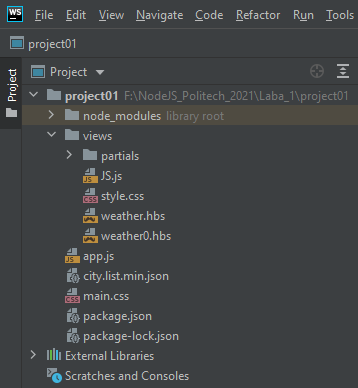 WS File Edit View Navigate Code Refactor Run Tools
project01
Project
Project
project01 F:\NodeJS_Politech_2021\Laba_1\project01
node_modules library root
views
partials
JS.js
style.css
weather.hbs
weather0.hbs
app.js
city.list.min.json
main.css
package.json
package-lock.json
External Libraries
Scratches and Consoles